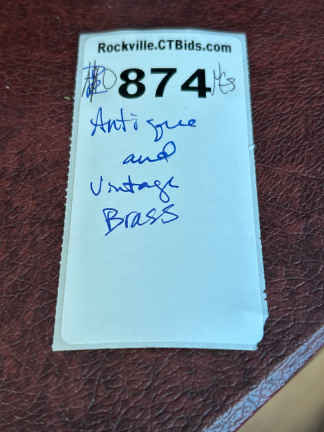 Rockville.CTBids.com
874
Antique
and
Vintage
Brass